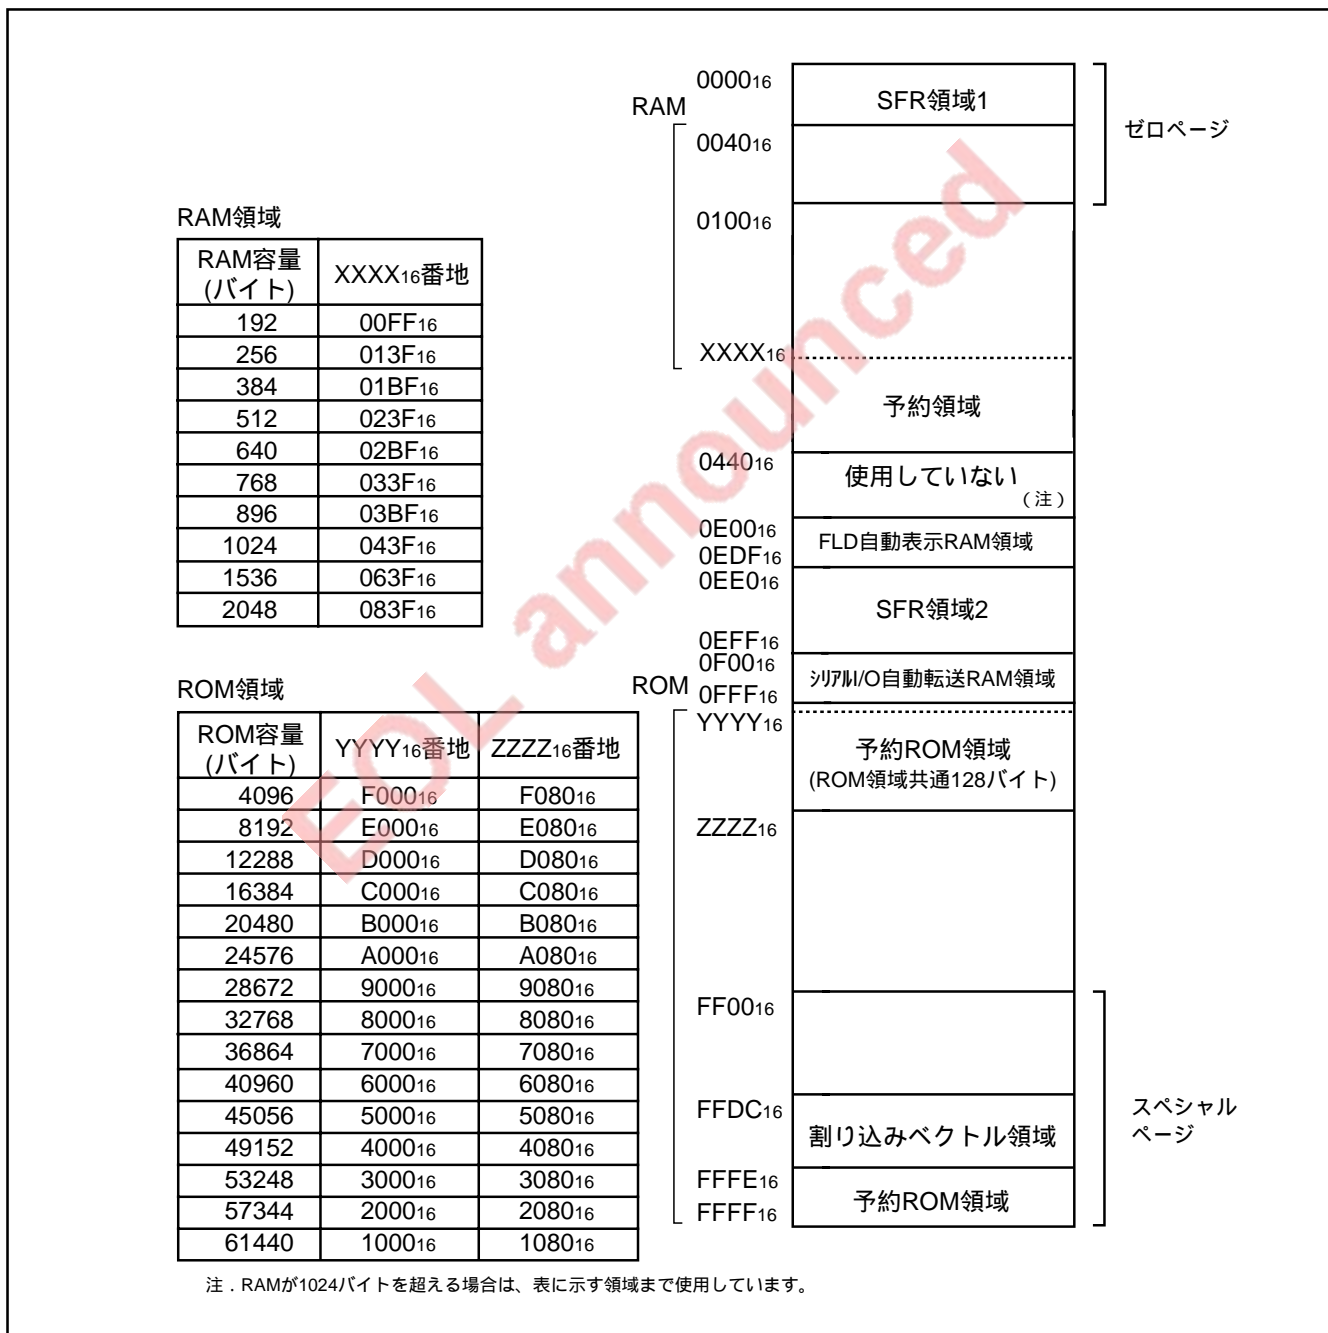 RAM領域
RAM容量
(バイト)
XXXX16番地
192 00FF16
256 013F16
384 01BF16
512 023F16
640 02BF16
768 033F16
896 03BF16
1024 043F16
1536 063F16
2048 083F16
ROM領域
ROM容量
(バイト)
YYYY16番地
ZZZZ16番地
4096 F00016 F08016
8192 E00016 E08016
12288 D00016 D08016
16384 C00016 C08016
20480 B00016 B08016
24576 A00016 A08016
28672 900016 908016
32768 800016 808016
36864 700016 708016
40960 600016 608016
45056 500016 508016
49152 400016 408016
53248 300016 308016
57344 200016 208016
61440 100016 108016
RAM
000016
SFR領域1
004016
ゼロページ
010016
XXXX16
予約領域
044016
使用していない
(注)
0E0016
FLD自動表示RAM領域
0EDF16
0EE016
SFR領域2
0EFF16
0F0016
シリアルI/O自動転送RAM領域
0FFF16
ROM
YYYY16
予約ROM領域
(ROM領域共通128バイト)
ZZZZ16
FF0016
FFDC16
割り込みベクトル領域
スペシャル
ページ
FFFE16
予約ROM領域
FFFF16
注．RAMが1024バイトを超える場合は、表に示す領域まで使用しています。
EOL announced